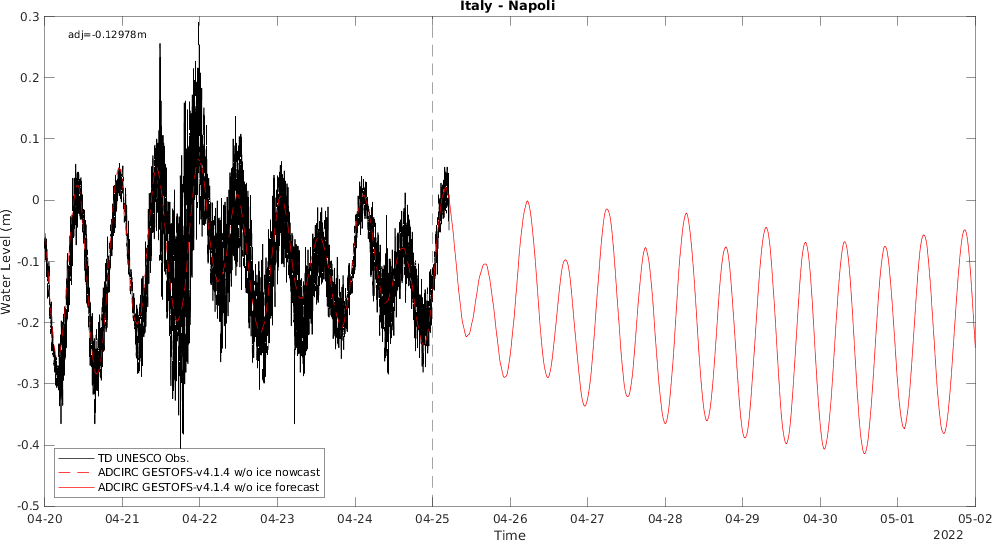 Italy - Napoli
adj=-0.12978m
0.3
0.2
0.1
0
-0.1
-0.2
-0.3
-0.4
-0.5
Water Level (m)
TD UNESCO Obs.
ADCIRC GESTOFS-v4.1.4 w/o ice nowcast
ADCIRC GESTOFS-v4.1.4 w/o ice forecast
04-20 04-21 04-22 04-23 04-24 04-25 04-26 04-27 04-28 04-29 04-30 05-01 05-02
Time
2022